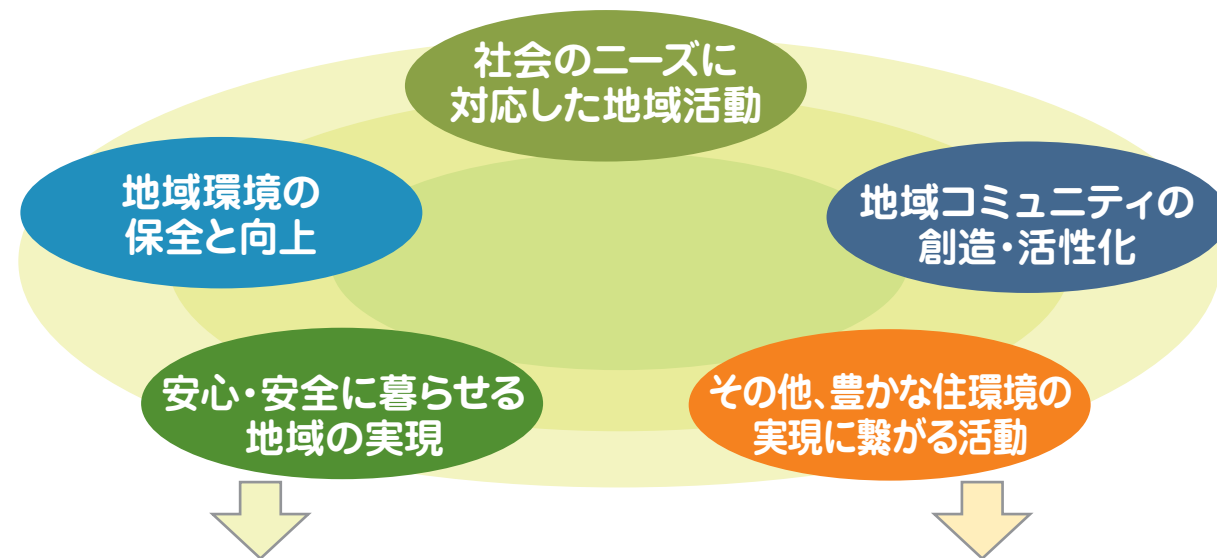 社会のニーズに
対応した地域活動
地域環境の
保全と向上
地域コミュニティの
創造・活性化
安心・安全に暮らせる
地域の実現
その他、豊かな住環境の
実現に繋がる活動